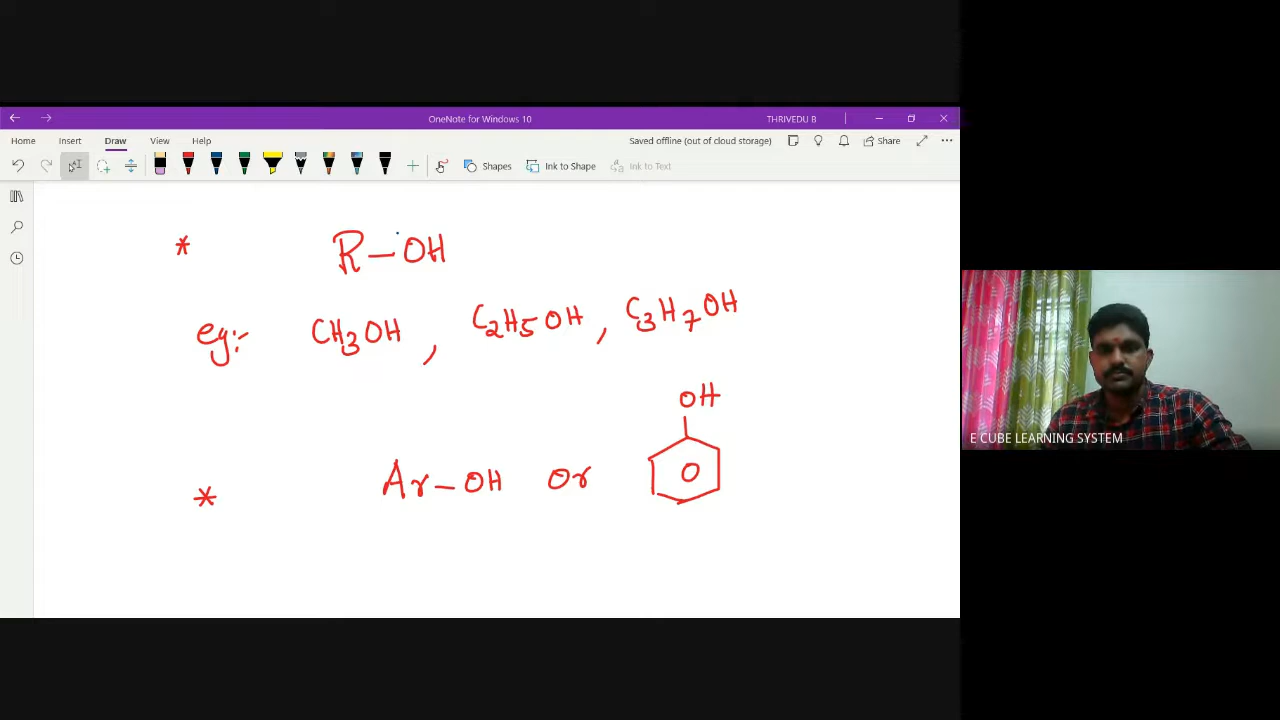 OneNote for Windows 10
THRIVEDU B
Home Insert Draw View Help
Saved offline (out of cloud storage)
Share
Shapes Ink to Shape Ink to Text
* R-OH
eg:- CH3OH, C2H5OH, C3H7OH
OH
* Ar-OH or
E CUBE LEARNING SYSTEM